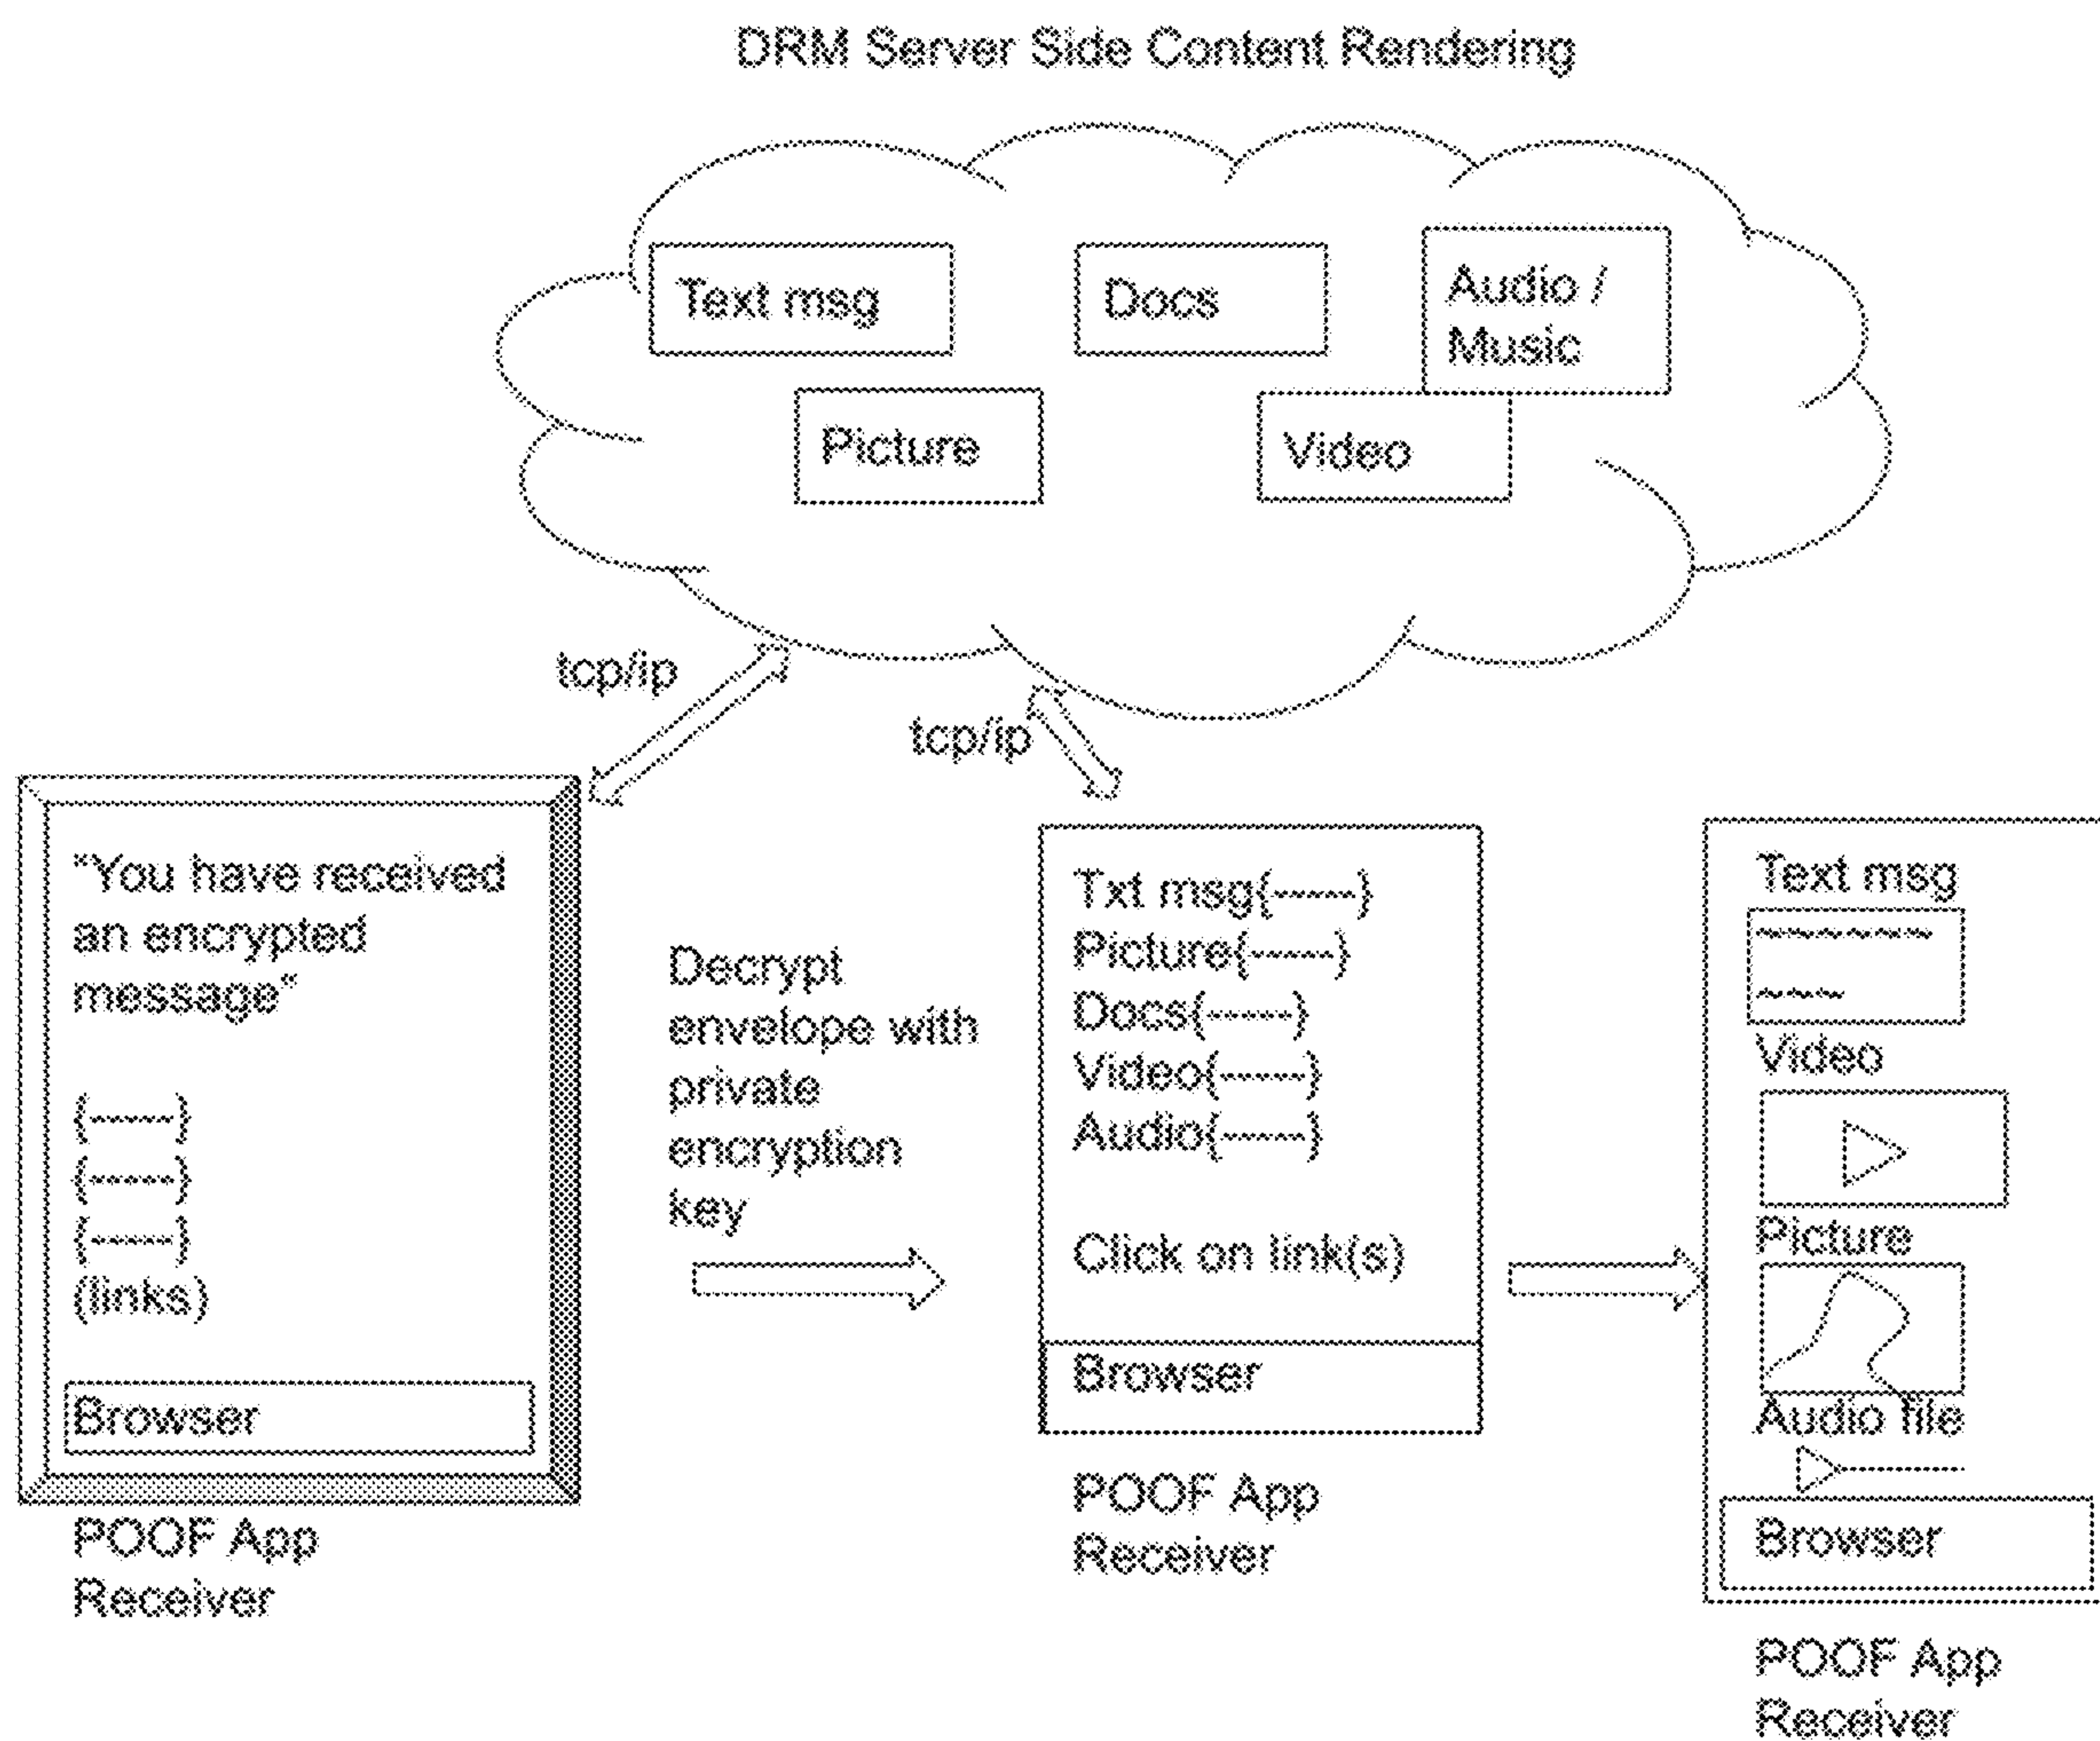 DRM Server Side Content Rendering
Text msg
Docs
Audio /
Music
Picture
Video
tcp/ip
tcp/ip
“You have received
an encrypted
message“
{------}
{------}
{------}
(links)
Browser
POOF App
Receiver
Decrypt
envelope with
private
encryption
key
Txt msg{------}
Picture{------}
Docs{------}
Video{------}
Audio{------}
Click on link(s)
Browser
POOF App
Receiver
Text msg
Video
Picture
Audio file
Browser
POOF App
Receiver